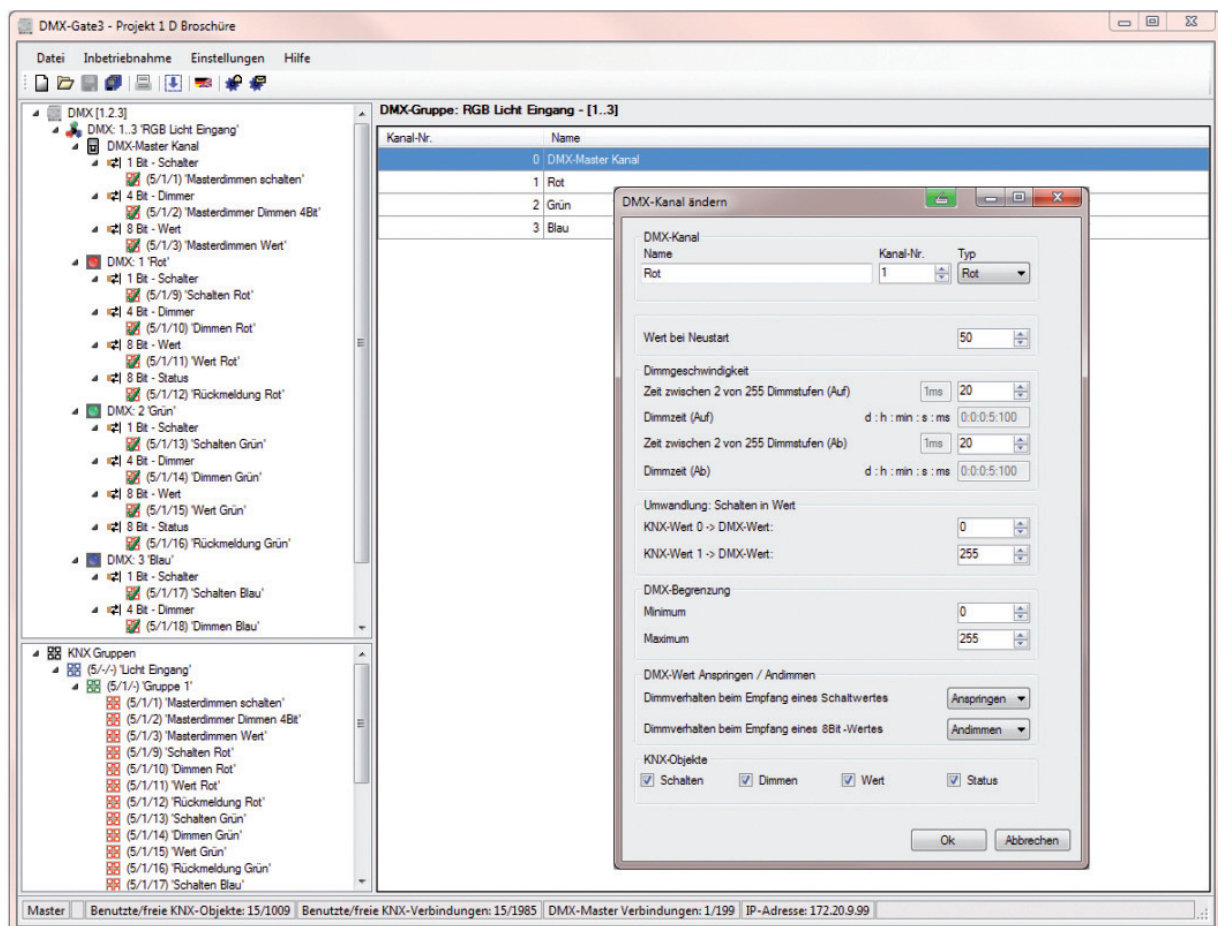 DMX-Gate3 - Projekt 1 D Broschüre
Datei Inbetriebnahme Einstellungen Hilfe
DMX [1.2.3]
DMX: 1..3 'RGB Licht Eingang'
DMX-Master Kanal
1 Bit - Schalter
(5/1/1) 'Masterdimmen schalten'
4 Bit - Dimmer
(5/1/2) 'Masterdimmer Dimmen 4Bit'
8 Bit - Wert
(5/1/3) 'Masterdimmen Wert'
DMX: 1 'Rot'
1 Bit - Schalter
(5/1/9) 'Schalten Rot'
4 Bit - Dimmer
(5/1/10) 'Dimmen Rot'
8 Bit - Wert
(5/1/11) 'Wert Rot'
8 Bit - Status
(5/1/12) 'Rückmeldung Rot'
DMX: 2 'Grün'
1 Bit - Schalter
(5/1/13) 'Schalten Grün'
4 Bit - Dimmer
(5/1/14) 'Dimmen Grün'
8 Bit - Wert
(5/1/15) 'Wert Grün'
8 Bit - Status
(5/1/16) 'Rückmeldung Grün'
DMX: 3 'Blau'
1 Bit - Schalter
(5/1/17) 'Schalten Blau'
4 Bit - Dimmer
(5/1/18) 'Dimmen Blau'
KNX Gruppen
(5/-/-) 'Licht Eingang'
(5/1/-) 'Gruppe 1'
(5/1/1) 'Masterdimmen schalten'
(5/1/2) 'Masterdimmer Dimmen 4Bit'
(5/1/3) 'Masterdimmen Wert'
(5/1/9) 'Schalten Rot'
(5/1/10) 'Dimmen Rot'
(5/1/11) 'Wert Rot'
(5/1/12) 'Rückmeldung Rot'
(5/1/13) 'Schalten Grün'
(5/1/14) 'Dimmen Grün'
(5/1/15) 'Wert Grün'
(5/1/16) 'Rückmeldung Grün'
(5/1/17) 'Schalten Blau'
DMX-Gruppe: RGB Licht Eingang - [1..3]
Kanal-Nr. Name
0 DMX-Master Kanal
1 Rot
2 Grün
3 Blau
DMX-Kanal ändern
DMX-Kanal
Name Kanal-Nr. Typ
Rot 1 Rot
Wert bei Neustart 50
Dimmgeschwindigkeit
Zeit zwischen 2 von 255 Dimmstufen (Auf) 1ms 20
Dimmzeit (Auf) d : h : min : s : ms 0:0:0:5:100
Zeit zwischen 2 von 255 Dimmstufen (Ab) 1ms 20
Dimmzeit (Ab) d : h : min : s : ms 0:0:0:5:100
Umwandlung: Schalten in Wert
KNX-Wert 0 -> DMX-Wert: 0
KNX-Wert 1 -> DMX-Wert: 255
DMX-Begrenzung
Minimum 0
Maximum 255
DMX-Wert Anspringen / Andimmen
Dimmverhalten beim Empfang eines Schaltwertes Anspringen
Dimmverhalten beim Empfang eines 8Bit-Wertes Andimmen
KNX-Objekte
Schalten Dimmen Wert Status
Ok Abbrechen
Master Benutzte/freie KNX-Objekte: 15/1009 Benutzte/freie KNX-Verbindungen: 15/1985 DMX-Master Verbindungen: 1/199 IP-Adresse: 172.20.9.99